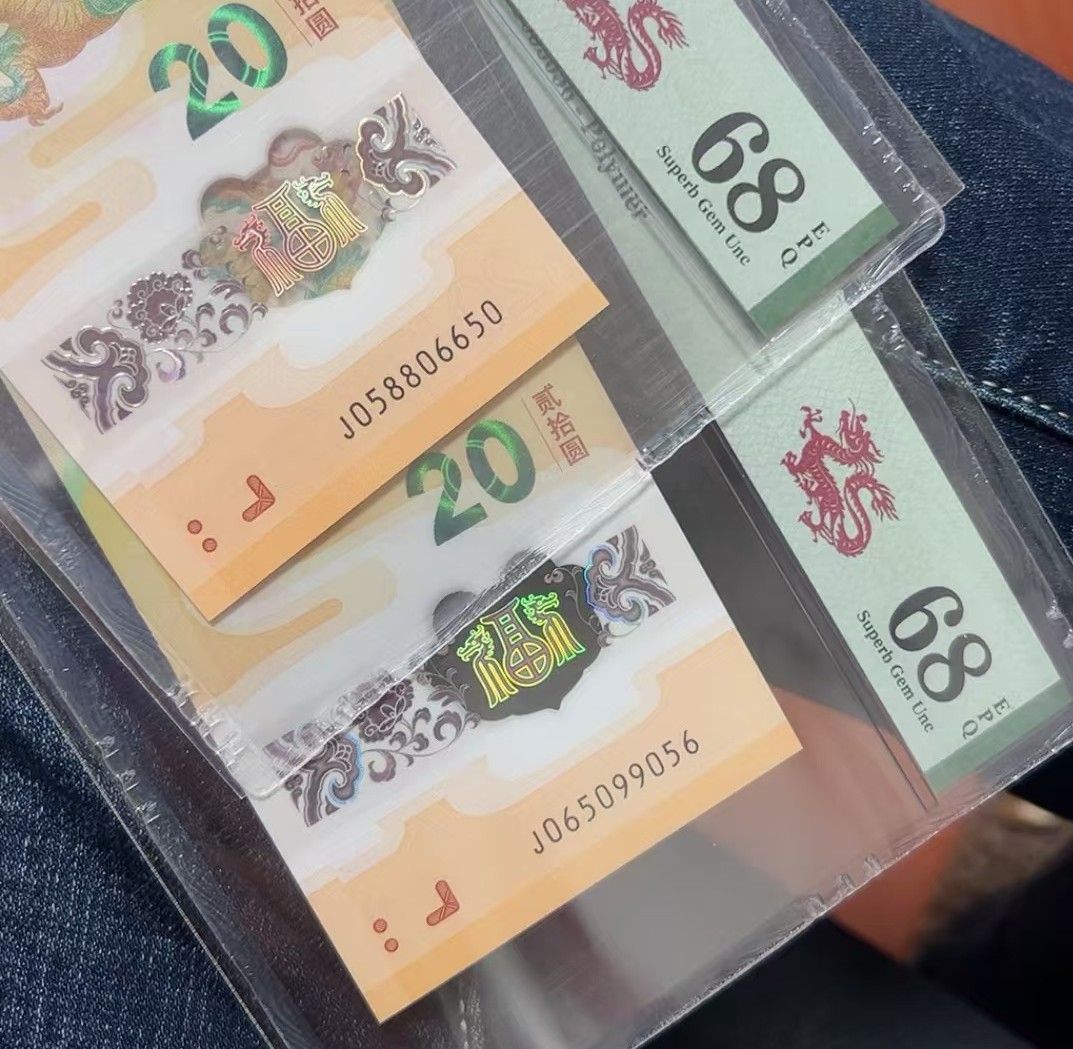 20
拾圆
J058806650
Polymer
68
EPQ
Superb Gem Unc
20
贰拾圆
福
J065099056
68
EPQ
Superb Gem Unc